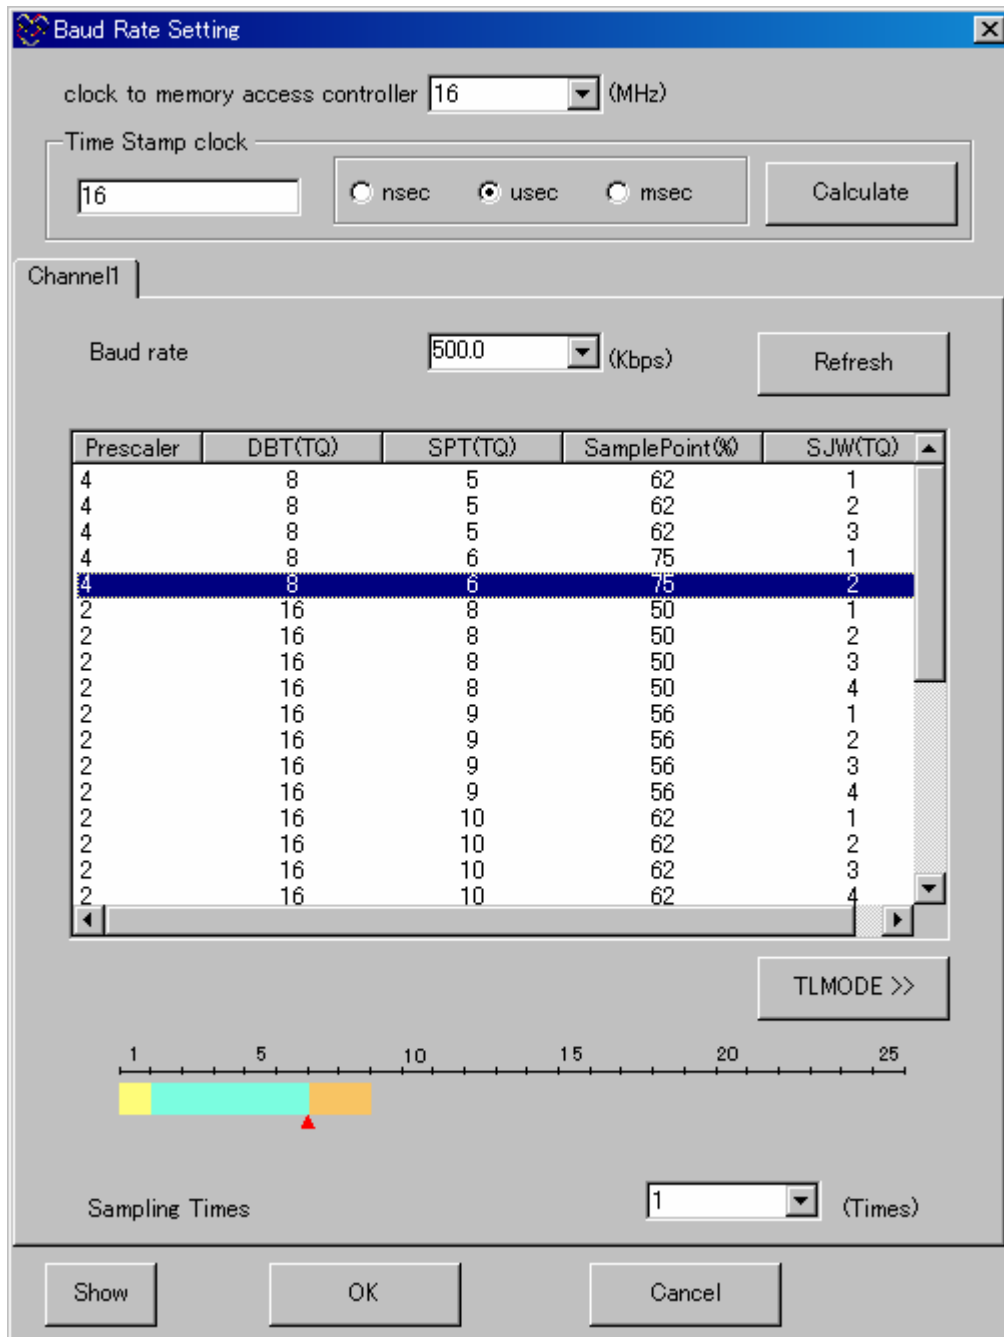 Baud Rate Setting
clock to memory access controller 16 (MHz)
Time Stamp clock
16 nsec usec msec Calculate
Channel1
Baud rate 500.0 (Kbps) Refresh
Prescaler DBT(TQ) SPT(TQ) SamplePoint(%) SJW(TQ)
4 8 5 62 1
4 8 5 62 2
4 8 5 62 3
4 8 6 75 1
4 8 6 75 2
2 16 8 50 1
2 16 8 50 2
2 16 8 50 3
2 16 8 50 4
2 16 9 56 1
2 16 9 56 2
2 16 9 56 3
2 16 9 56 4
2 16 10 62 1
2 16 10 62 2
2 16 10 62 3
2 16 10 62 4
TLMODE >>
1 5 10 15 20 25
Sampling Times 1 (Times)
Show OK Cancel